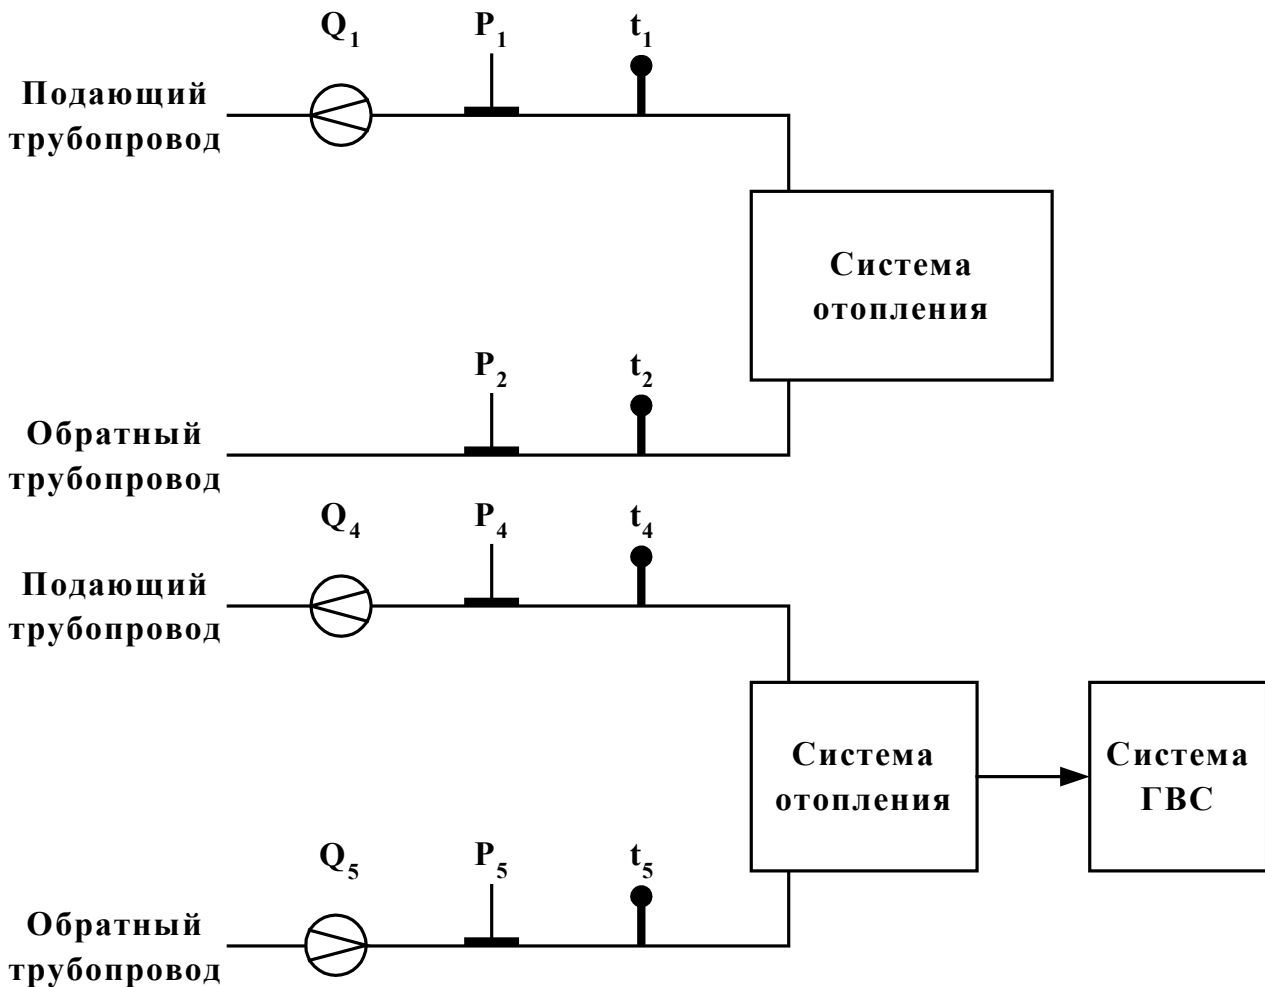 Q₁ P₁ t₁
Подающий
трубопровод
Система
отопления
P₂ t₂
Обратный
трубопровод
Q₄ P₄ t₄
Подающий
трубопровод
Система
отопления
Система
ГВС
Q₅ P₅ t₅
Обратный
трубопровод